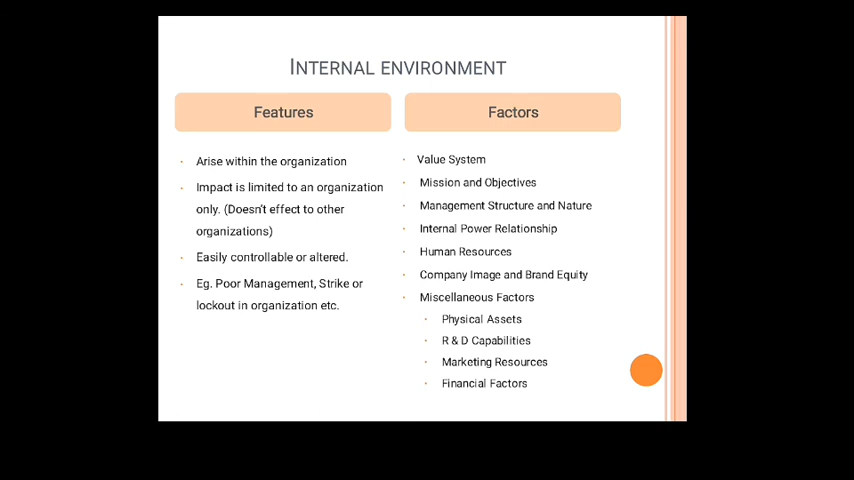 INTERNAL ENVIRONMENT
Features
Arise within the organization
Impact is limited to an organization
only. (Doesn't effect to other
organizations)
Easily controllable or altered.
Eg. Poor Management, Strike or
lockout in organization etc.
Factors
Value System
Mission and Objectives
Management Structure and Nature
Internal Power Relationship
Human Resources
Company Image and Brand Equity
Miscellaneous Factors
Physical Assets
R & D Capabilities
Marketing Resources
Financial Factors